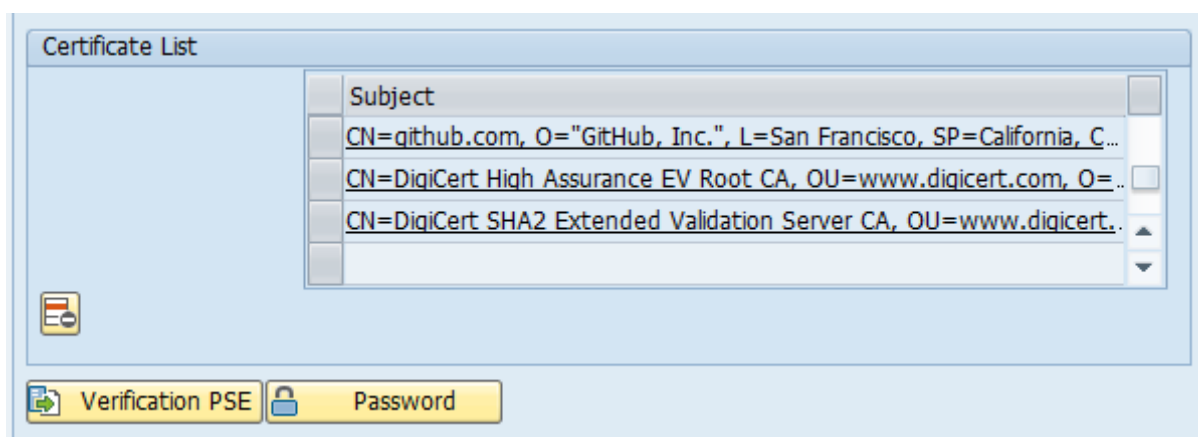 Certificate List
Subject
CN=github.com, O="GitHub, Inc.", L=San Francisco, SP=California, C...
CN=DigiCert High Assurance EV Root CA, OU=www.digicert.com, O=..
CN=DigiCert SHA2 Extended Validation Server CA, OU=www.digicert..
Verification PSE Password